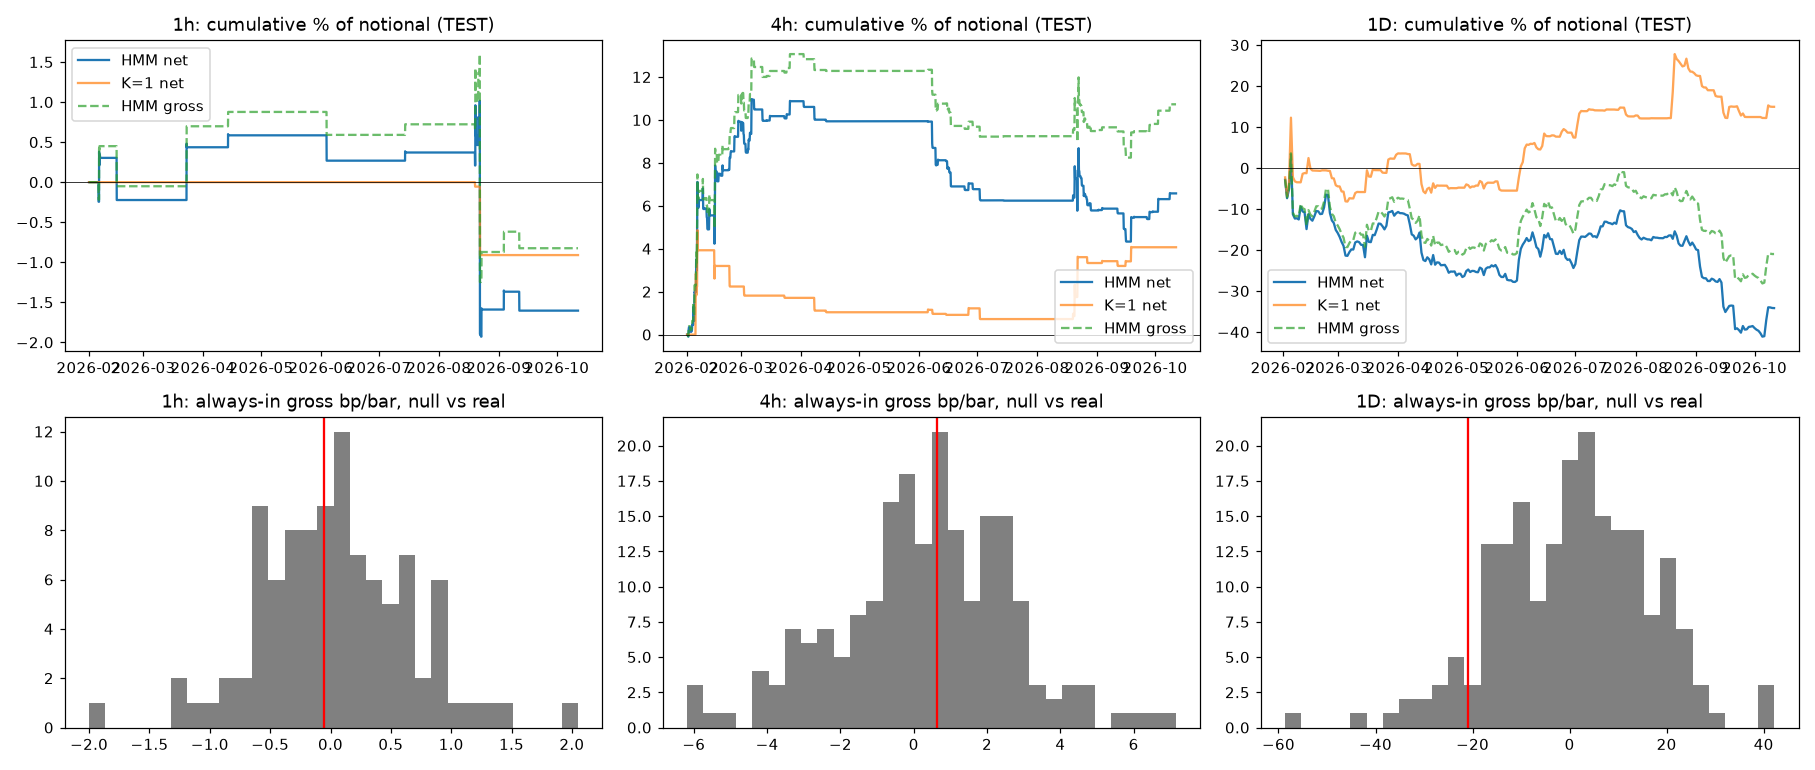 1h: cumulative % of notional (TEST)
1.5
1.0
0.5
0.0
−0.5
−1.0
−1.5
−2.0
HMM net
K=1 net
HMM gross
2026-02 2026-03 2026-04 2026-05 2026-06 2026-07 2026-08 2026-09 2026-10
4h: cumulative % of notional (TEST)
12
10
8
6
4
2
0
HMM net
K=1 net
HMM gross
2026-02 2026-03 2026-04 2026-05 2026-06 2026-07 2026-08 2026-09 2026-10
1D: cumulative % of notional (TEST)
30
20
10
0
−10
−20
−30
−40
HMM net
K=1 net
HMM gross
2026-02 2026-03 2026-04 2026-05 2026-06 2026-07 2026-08 2026-09 2026-10
1h: always-in gross bp/bar, null vs real
12
10
8
6
4
2
0
−2.0 −1.5 −1.0 −0.5 0.0 0.5 1.0 1.5 2.0
4h: always-in gross bp/bar, null vs real
20.0
17.5
15.0
12.5
10.0
7.5
5.0
2.5
0.0
−6 −4 −2 0 2 4 6
1D: always-in gross bp/bar, null vs real
20.0
17.5
15.0
12.5
10.0
7.5
5.0
2.5
0.0
−60 −40 −20 0 20 40